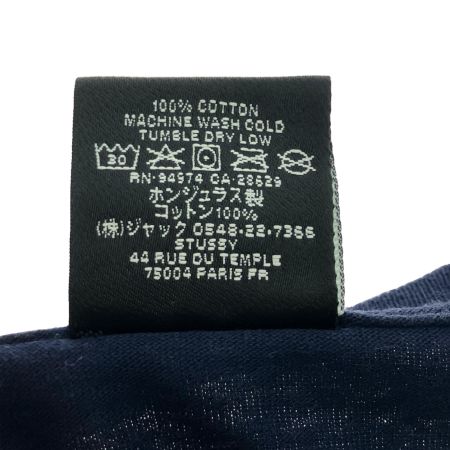 100% COTTON
MACHINE WASH COLD
TUMBLE DRY LOW
30
RN-94974 CA-28629
ホンジュラス製
コットン100%
(株)ジャック 0548-22-7366
STUSSY
44 RUE DU TEMPLE
75004 PARIS FR